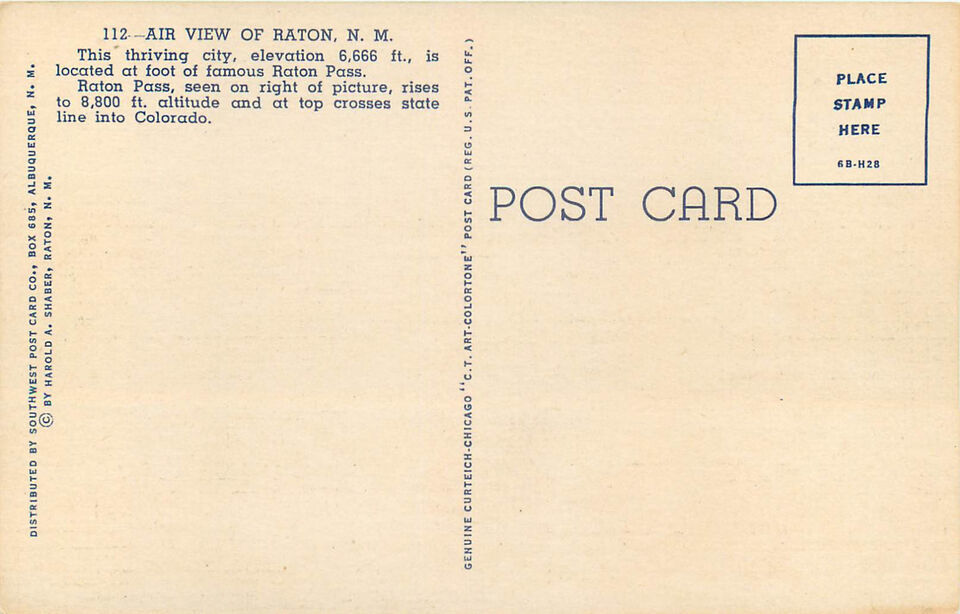 112--AIR VIEW OF RATON, N. M.
This thriving city, elevation 6,666 ft., is
located at foot of famous Raton Pass.
Raton Pass, seen on right of picture, rises
to 8,800 ft. altitude and at top crosses state
line into Colorado.
DISTRIBUTED BY SOUTHWEST POST CARD CO., BOX 685, ALBUQUERQUE, N. M.
© BY HAROLD A. SHABER, RATON, N. M.
GENUINE CURTEICH-CHICAGO "C.T. ART-COLORTONE" POST CARD (REG. U.S. PAT. OFF.)
POST CARD
PLACE
STAMP
HERE
6B-H28